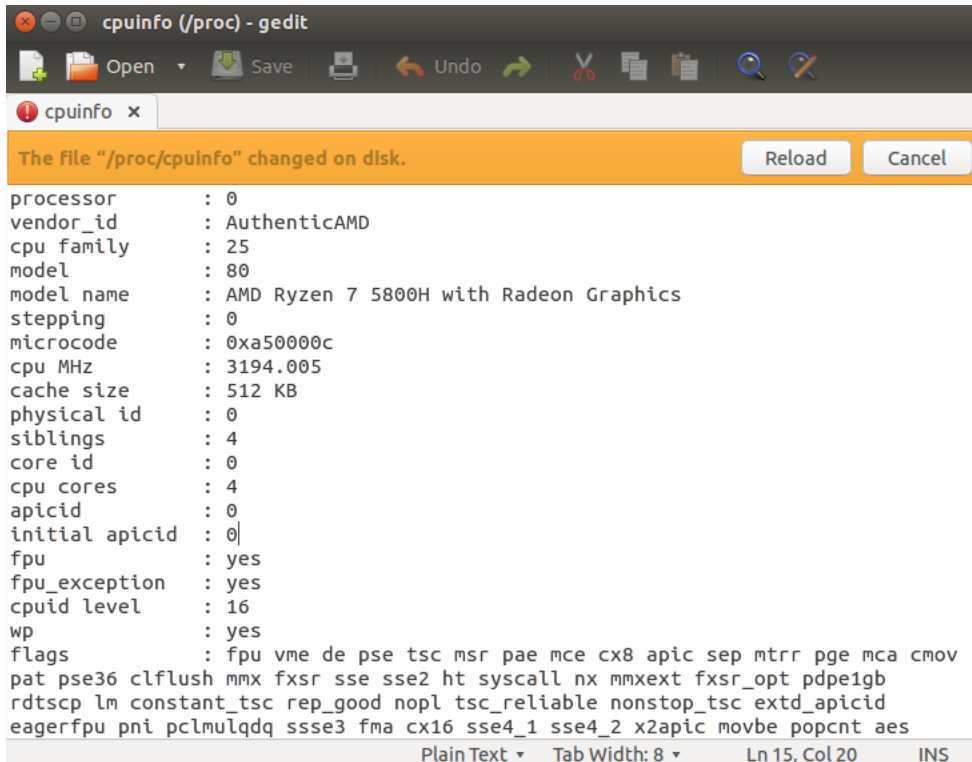 cpuinfo (/proc) - gedit
Open Save Undo
cpuinfo
The file “/proc/cpuinfo” changed on disk. Reload Cancel
processor : 0
vendor_id : AuthenticAMD
cpu family : 25
model : 80
model name : AMD Ryzen 7 5800H with Radeon Graphics
stepping : 0
microcode : 0xa50000c
cpu MHz : 3194.005
cache size : 512 KB
physical id : 0
siblings : 4
core id : 0
cpu cores : 4
apicid : 0
initial apicid : 0
fpu : yes
fpu_exception : yes
cpuid level : 16
wp : yes
flags : fpu vme de pse tsc msr pae mce cx8 apic sep mtrr pge mca cmov
pat pse36 clflush mmx fxsr sse sse2 ht syscall nx mmxext fxsr_opt pdpe1gb
rdtscp lm constant_tsc rep_good nopl tsc_reliable nonstop_tsc extd_apicid
eagerfpu pni pclmulqdq ssse3 fma cx16 sse4_1 sse4_2 x2apic movbe popcnt aes
Plain Text Tab Width: 8 Ln 15, Col 20 INS